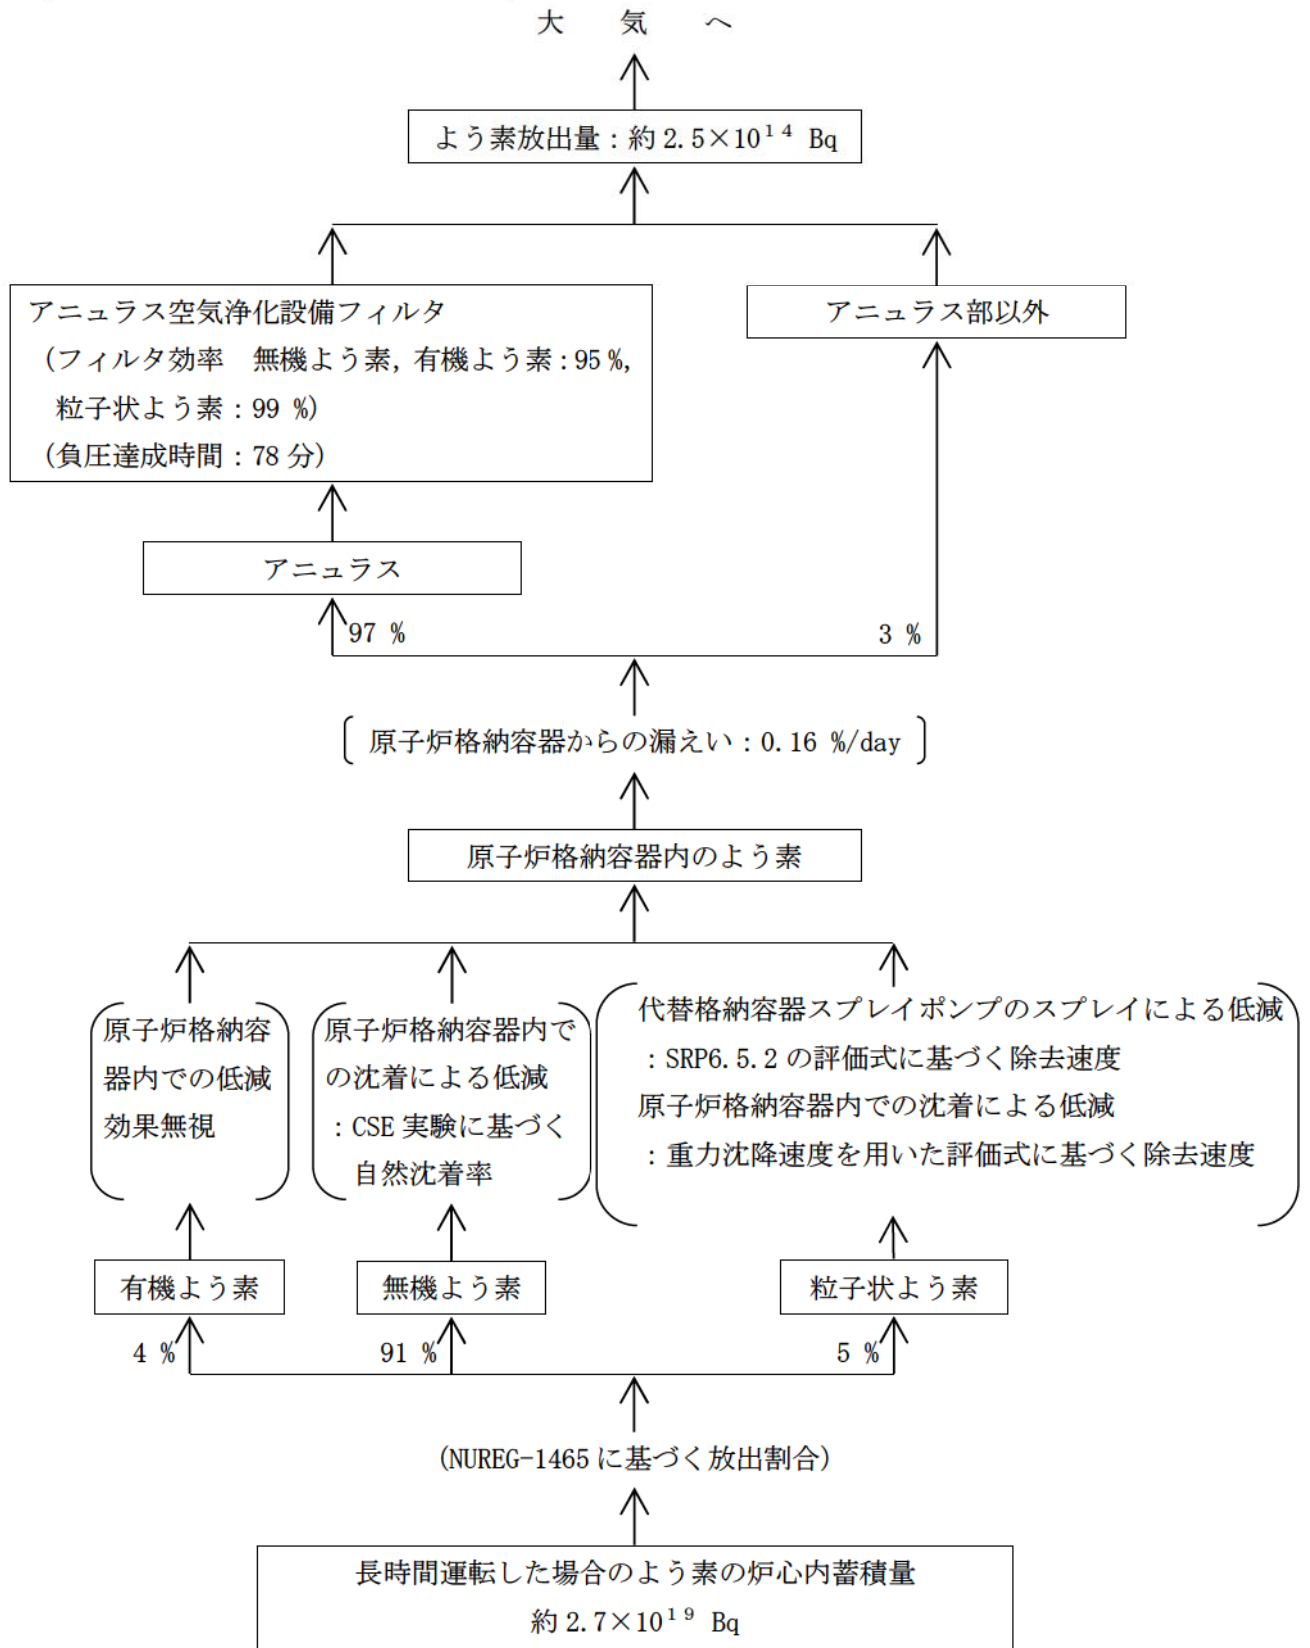 大 気 へ
よう素放出量：約 2.5×10¹⁴ Bq
アニュラス空気浄化設備フィルタ
（フィルタ効率 無機よう素，有機よう素：95 %，
粒子状よう素：99 %）
（負圧達成時間：78 分）
アニュラス部以外
アニュラス
97 %
3 %
原子炉格納容器からの漏えい：0.16 %/day
原子炉格納容器内のよう素
原子炉格納容
器内での低減
効果無視
原子炉格納容器内で
の沈着による低減
：CSE 実験に基づく
自然沈着率
代替格納容器スプレイポンプのスプレイによる低減
：SRP6.5.2 の評価式に基づく除去速度
原子炉格納容器内での沈着による低減
：重力沈降速度を用いた評価式に基づく除去速度
有機よう素
無機よう素
粒子状よう素
4 %
91 %
5 %
（NUREG-1465 に基づく放出割合）
長時間運転した場合のよう素の炉心内蓄積量
約 2.7×10¹⁹ Bq